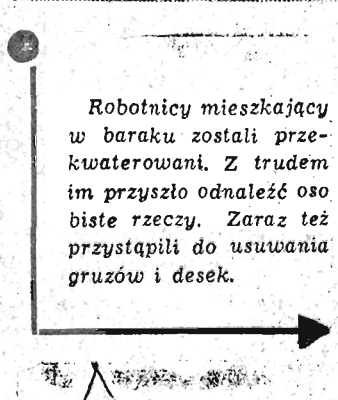 Robotnicy mieszkający
w baraku zostali prze-
kwaterowani. Z trudem
im przyszło odnaleźć oso
biste rzeczy. Zaraz też
przystąpili do usuwania
gruzów i desek.